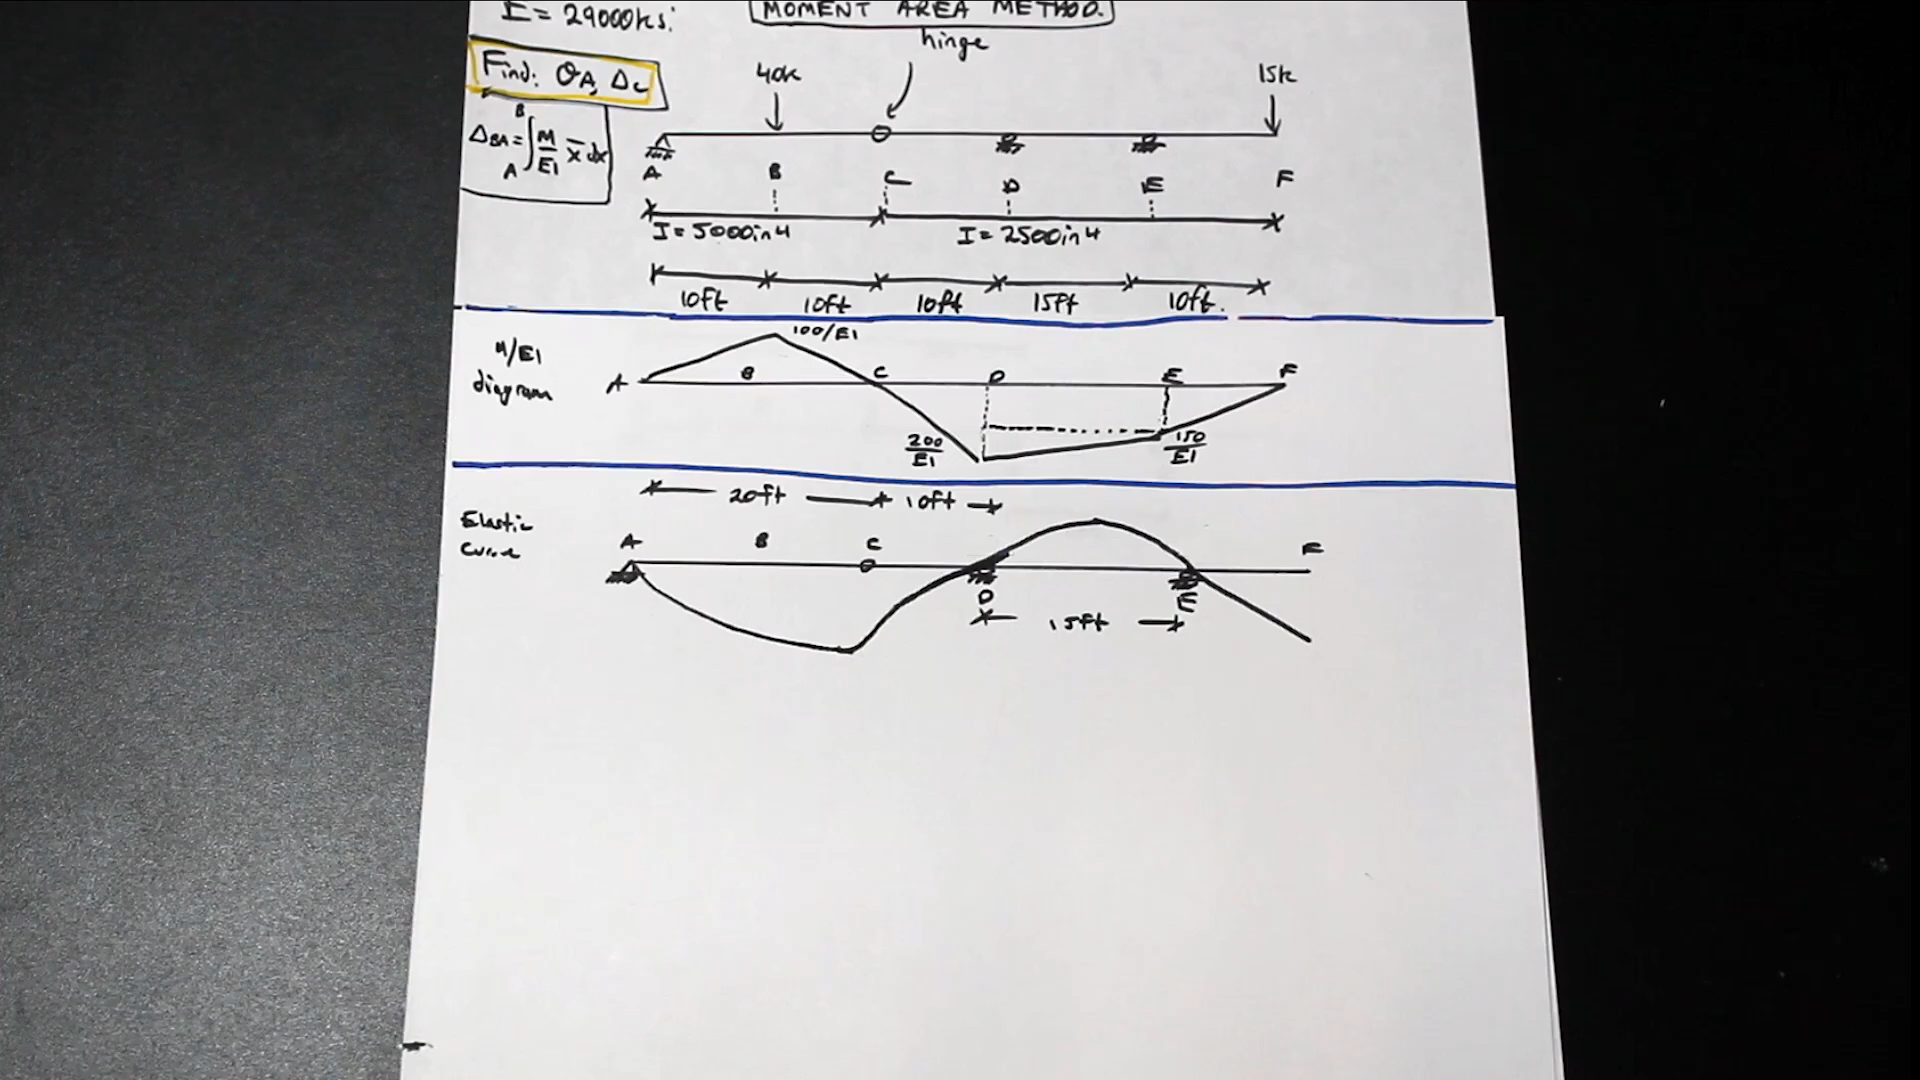 E = 29000ksi
MOMENT AREA METHOD.
hinge
Find: θA, Δc
40k
15k
ΔBA = ∫ M/EI x̄ dx
B
A
A B C D E F
I = 5000in4
I = 2500in4
10ft 10ft 10ft 15ft 10ft.
M/EI
diagram
100/EI
A B C D E F
200/EI
150/EI
20ft 10ft
Elastic
curve
A B C F
D E
15ft